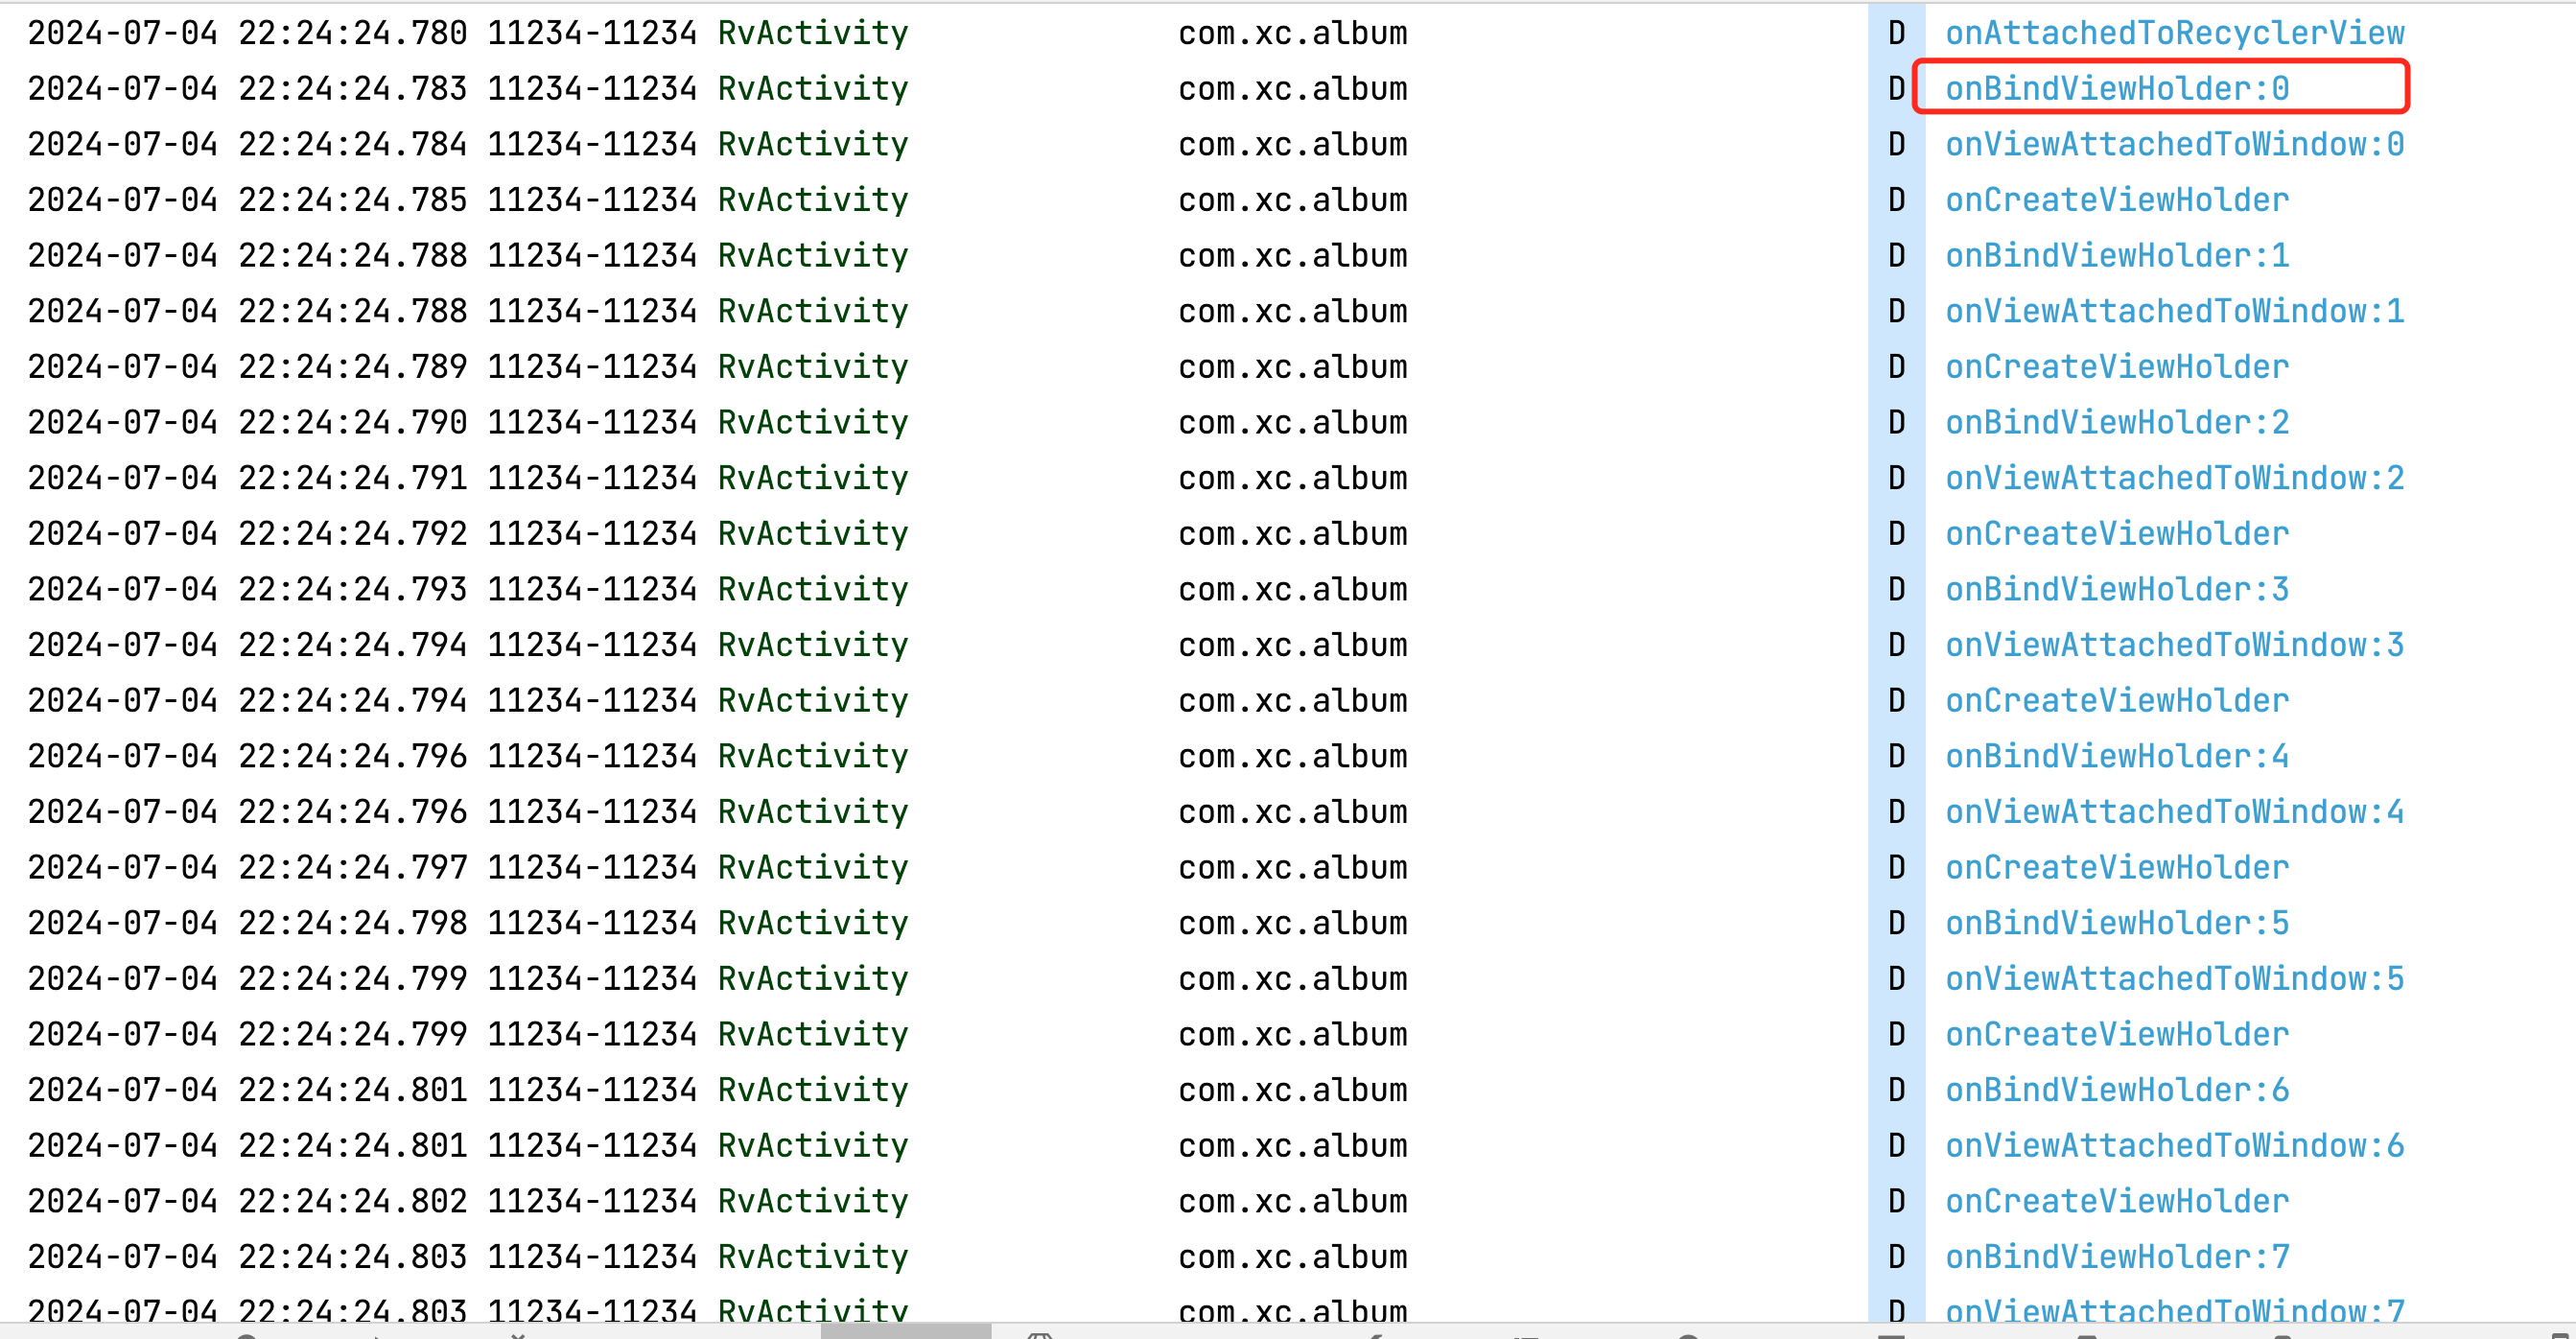 2024-07-04 22:24:24.780 11234-11234 RvActivity com.xc.album D onAttachedToRecyclerView
2024-07-04 22:24:24.783 11234-11234 RvActivity com.xc.album D onBindViewHolder:0
2024-07-04 22:24:24.784 11234-11234 RvActivity com.xc.album D onViewAttachedToWindow:0
2024-07-04 22:24:24.785 11234-11234 RvActivity com.xc.album D onCreateViewHolder
2024-07-04 22:24:24.788 11234-11234 RvActivity com.xc.album D onBindViewHolder:1
2024-07-04 22:24:24.788 11234-11234 RvActivity com.xc.album D onViewAttachedToWindow:1
2024-07-04 22:24:24.789 11234-11234 RvActivity com.xc.album D onCreateViewHolder
2024-07-04 22:24:24.790 11234-11234 RvActivity com.xc.album D onBindViewHolder:2
2024-07-04 22:24:24.791 11234-11234 RvActivity com.xc.album D onViewAttachedToWindow:2
2024-07-04 22:24:24.792 11234-11234 RvActivity com.xc.album D onCreateViewHolder
2024-07-04 22:24:24.793 11234-11234 RvActivity com.xc.album D onBindViewHolder:3
2024-07-04 22:24:24.794 11234-11234 RvActivity com.xc.album D onViewAttachedToWindow:3
2024-07-04 22:24:24.794 11234-11234 RvActivity com.xc.album D onCreateViewHolder
2024-07-04 22:24:24.796 11234-11234 RvActivity com.xc.album D onBindViewHolder:4
2024-07-04 22:24:24.796 11234-11234 RvActivity com.xc.album D onViewAttachedToWindow:4
2024-07-04 22:24:24.797 11234-11234 RvActivity com.xc.album D onCreateViewHolder
2024-07-04 22:24:24.798 11234-11234 RvActivity com.xc.album D onBindViewHolder:5
2024-07-04 22:24:24.799 11234-11234 RvActivity com.xc.album D onViewAttachedToWindow:5
2024-07-04 22:24:24.799 11234-11234 RvActivity com.xc.album D onCreateViewHolder
2024-07-04 22:24:24.801 11234-11234 RvActivity com.xc.album D onBindViewHolder:6
2024-07-04 22:24:24.801 11234-11234 RvActivity com.xc.album D onViewAttachedToWindow:6
2024-07-04 22:24:24.802 11234-11234 RvActivity com.xc.album D onCreateViewHolder
2024-07-04 22:24:24.803 11234-11234 RvActivity com.xc.album D onBindViewHolder:7
2024-07-04 22:24:24.803 11234-11234 RvActivity com.xc.album D onViewAttachedToWindow:7